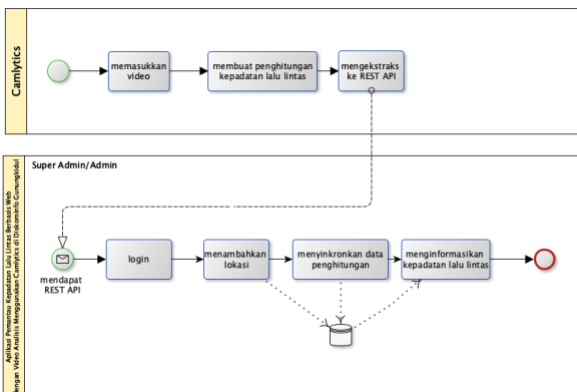 Camlytics
memasukkan
video
membuat penghitungan
kepadatan lalu lintas
mengekstraks
ke REST API
Aplikasi Pemantau Kepadatan Lalu Lintas Berbasis Web
dengan Video Analisis Menggunakan Camlytics di Diskominfo Gunungkidul
Super Admin/Admin
mendapat
REST API
login
menambahkan
lokasi
menyinkronkan data
penghitungan
menginformasikan
kepadatan lalu lintas